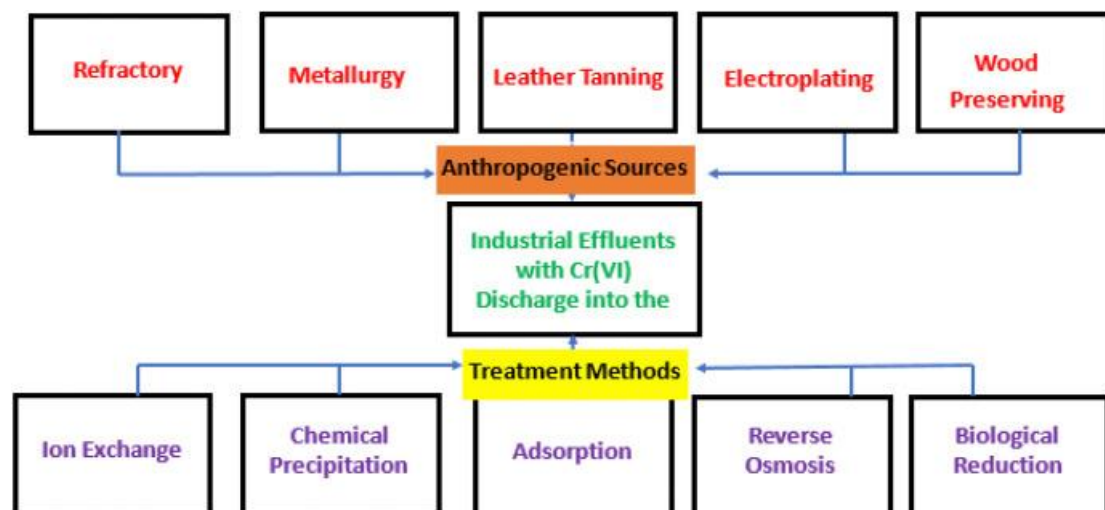 Refractory
Metallurgy
Leather Tanning
Electroplating
Wood
Preserving
Anthropogenic Sources
Industrial Effluents
with Cr(VI)
Discharge into the
Treatment Methods
Ion Exchange
Chemical
Precipitation
Adsorption
Reverse
Osmosis
Biological
Reduction